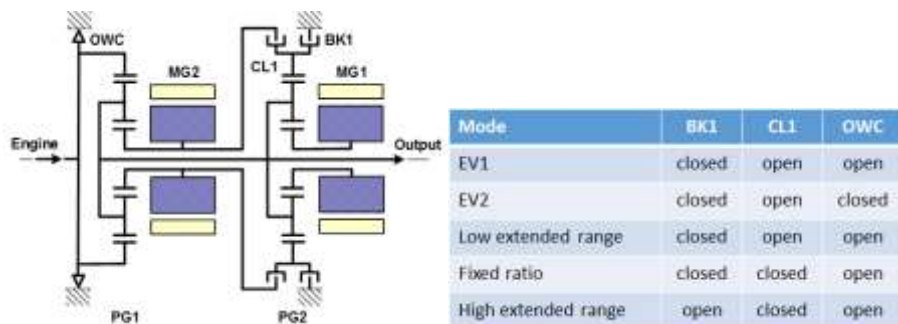 OWC
BK1
MG2
CL1
MG1
Engine
Output
PG1
PG2
Mode BK1 CL1 OWC
EV1 closed open open
EV2 closed open closed
Low extended range closed open open
Fixed ratio closed closed open
High extended range open closed open